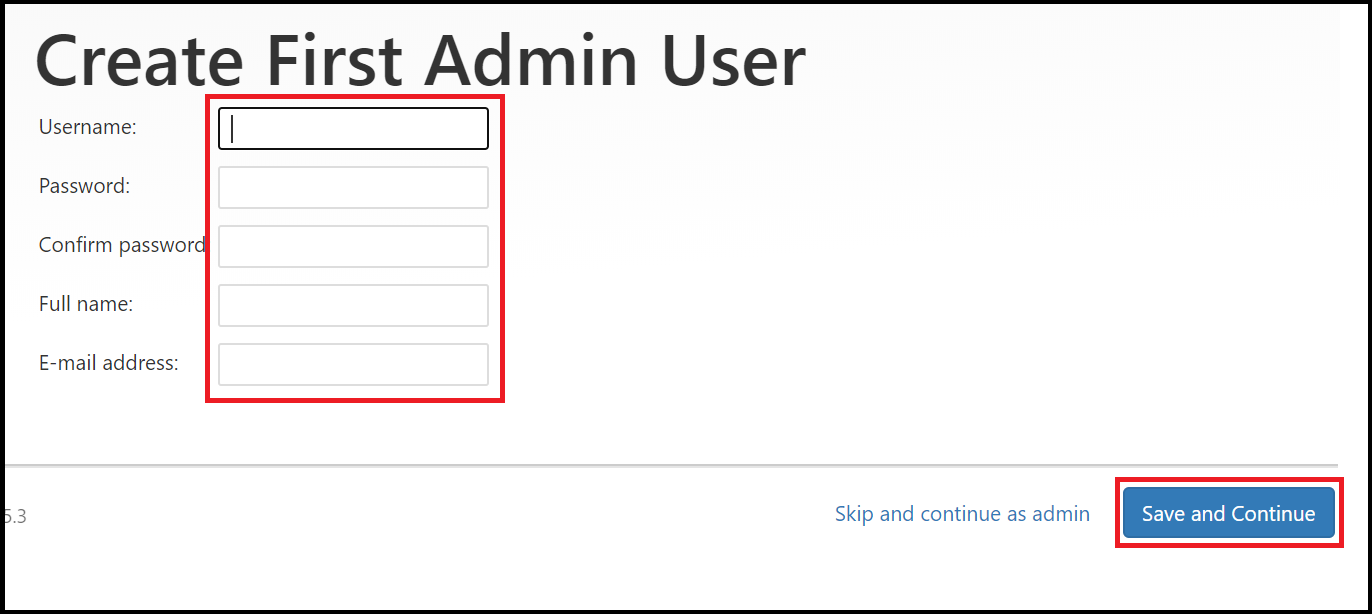 Create First Admin User
Username:
Password:
Confirm password
Full name:
E-mail address:
5.3
Skip and continue as admin
Save and Continue